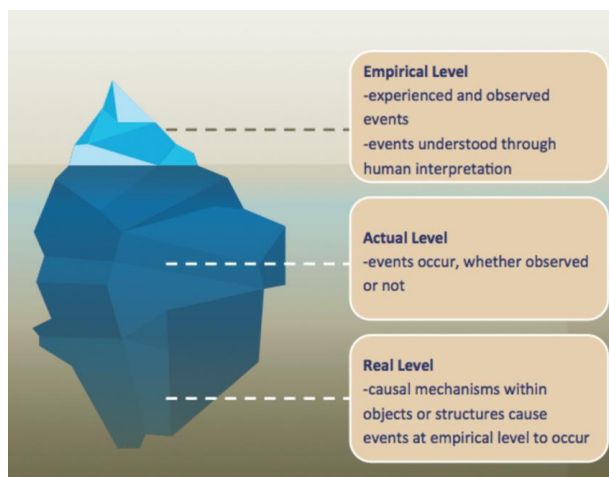 Empirical Level
-experienced and observed
events
-events understood through
human interpretation
Actual Level
-events occur, whether observed
or not
Real Level
-causal mechanisms within
objects or structures cause
events at empirical level to occur